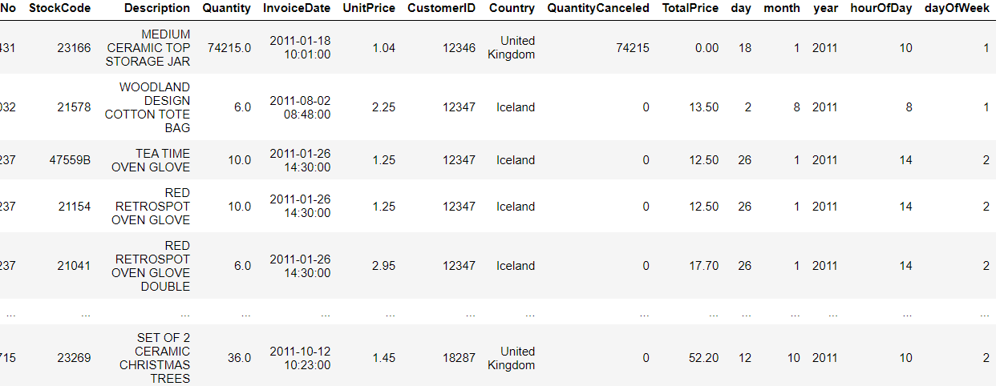 No StockCode Description Quantity InvoiceDate UnitPrice CustomerID Country QuantityCanceled TotalPrice day month year hourOfDay dayOfWeek
431 23166 MEDIUM CERAMIC TOP STORAGE JAR 74215.0 2011-01-18 10:01:00 1.04 12346 United Kingdom 74215 0.00 18 1 2011 10 1
032 21578 WOODLAND DESIGN COTTON TOTE BAG 6.0 2011-08-02 08:48:00 2.25 12347 Iceland 0 13.50 2 8 2011 8 1
237 47559B TEA TIME OVEN GLOVE 10.0 2011-01-26 14:30:00 1.25 12347 Iceland 0 12.50 26 1 2011 14 2
237 21154 RED RETROSPOT OVEN GLOVE 10.0 2011-01-26 14:30:00 1.25 12347 Iceland 0 12.50 26 1 2011 14 2
237 21041 RED RETROSPOT OVEN GLOVE DOUBLE 6.0 2011-01-26 14:30:00 2.95 12347 Iceland 0 17.70 26 1 2011 14 2
... ... ... ... ... ... ... ... ... ... ... ... ... ... ...
715 23269 SET OF 2 CERAMIC CHRISTMAS TREES 36.0 2011-10-12 10:23:00 1.45 18287 United Kingdom 0 52.20 12 10 2011 10 2